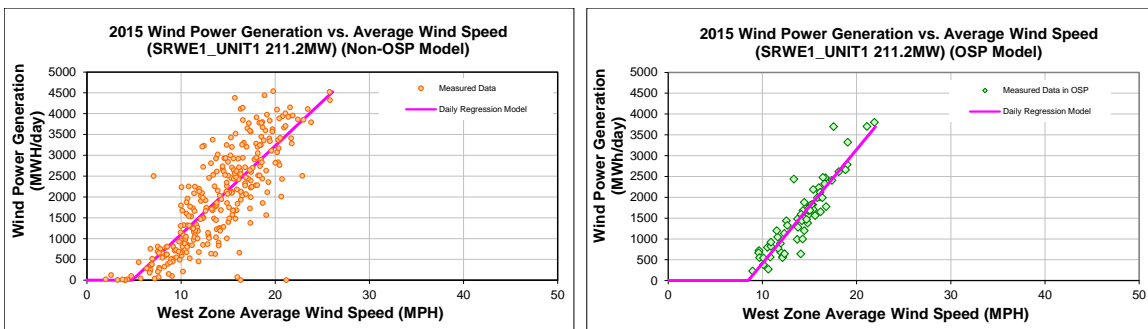 2015 Wind Power Generation vs. Average Wind Speed
(SRWE1_UNIT1 211.2MW) (Non-OSP Model)
Wind Power Generation
(MWH/day)
5000
4500
4000
3500
3000
2500
2000
1500
1000
500
0
Measured Data
Daily Regression Model
0 10 20 30 40 50
West Zone Average Wind Speed (MPH)
2015 Wind Power Generation vs. Average Wind Speed
(SRWE1_UNIT1 211.2MW) (OSP Model)
Wind Power Generation
(MWh/day)
5000
4500
4000
3500
3000
2500
2000
1500
1000
500
0
Measured Data in OSP
Daily Regression Model
0 10 20 30 40 50
West Zone Average Wind Speed (MPH)